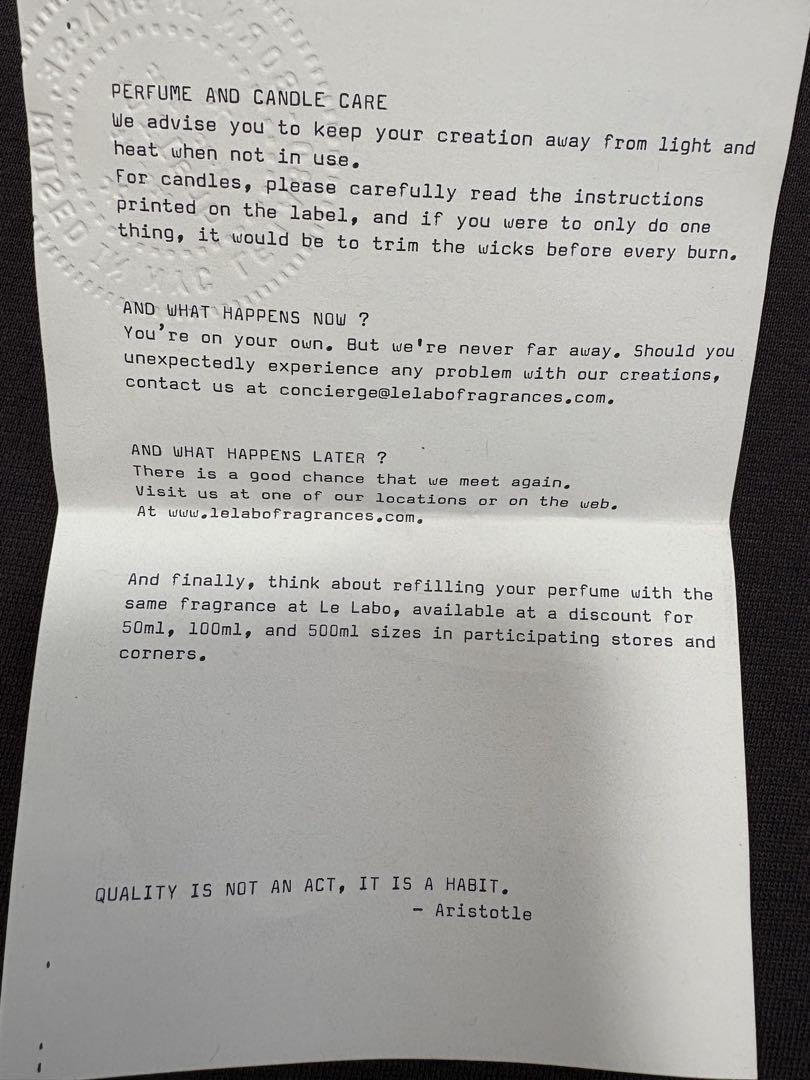 PERFUME AND CANDLE CARE
We advise you to keep your creation away from light and
heat when not in use.
For candles, please carefully read the instructions
printed on the label, and if you were to only do one
thing, it would be to trim the wicks before every burn.
AND WHAT HAPPENS NOW ?
You're on your own. But we're never far away. Should you
unexpectedly experience any problem with our creations,
contact us at concierge@lelabofragrances.com.
AND WHAT HAPPENS LATER ?
There is a good chance that we meet again.
Visit us at one of our locations or on the web.
At www.lelabofragrances.com.
And finally, think about refilling your perfume with the
same fragrance at Le Labo, available at a discount for
50ml, 100ml, and 500ml sizes in participating stores and
corners.
QUALITY IS NOT AN ACT, IT IS A HABIT.
- Aristotle